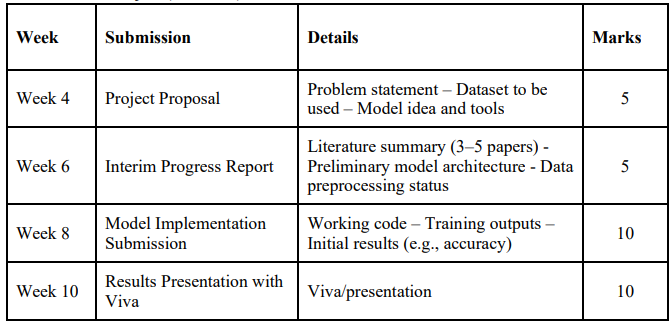 Week Submission Details Marks
Week 4 Project Proposal Problem statement – Dataset to be
used – Model idea and tools 5
Week 6 Interim Progress Report Literature summary (3–5 papers) -
Preliminary model architecture - Data
preprocessing status 5
Week 8 Model Implementation
Submission Working code – Training outputs –
Initial results (e.g., accuracy) 10
Week 10 Results Presentation with
Viva Viva/presentation 10